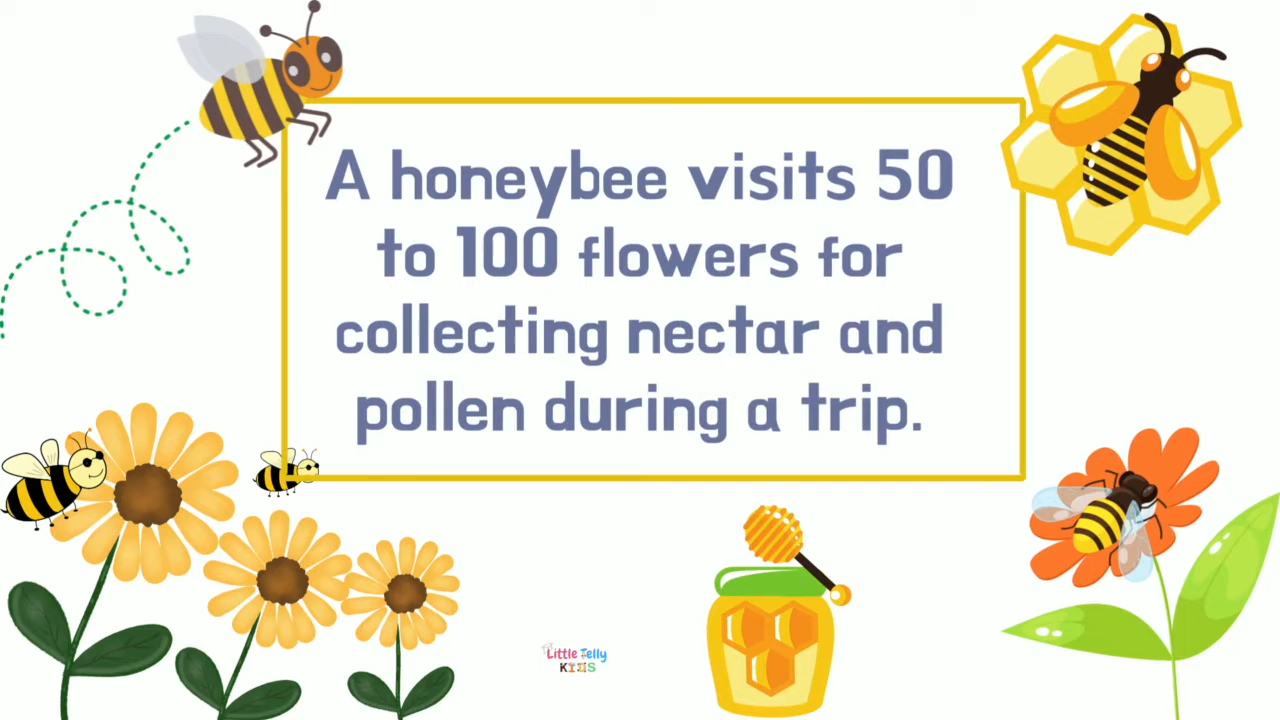 A honeybee visits 50
to 100 flowers for
collecting nectar and
pollen during a trip.
Little Telly
KIDS